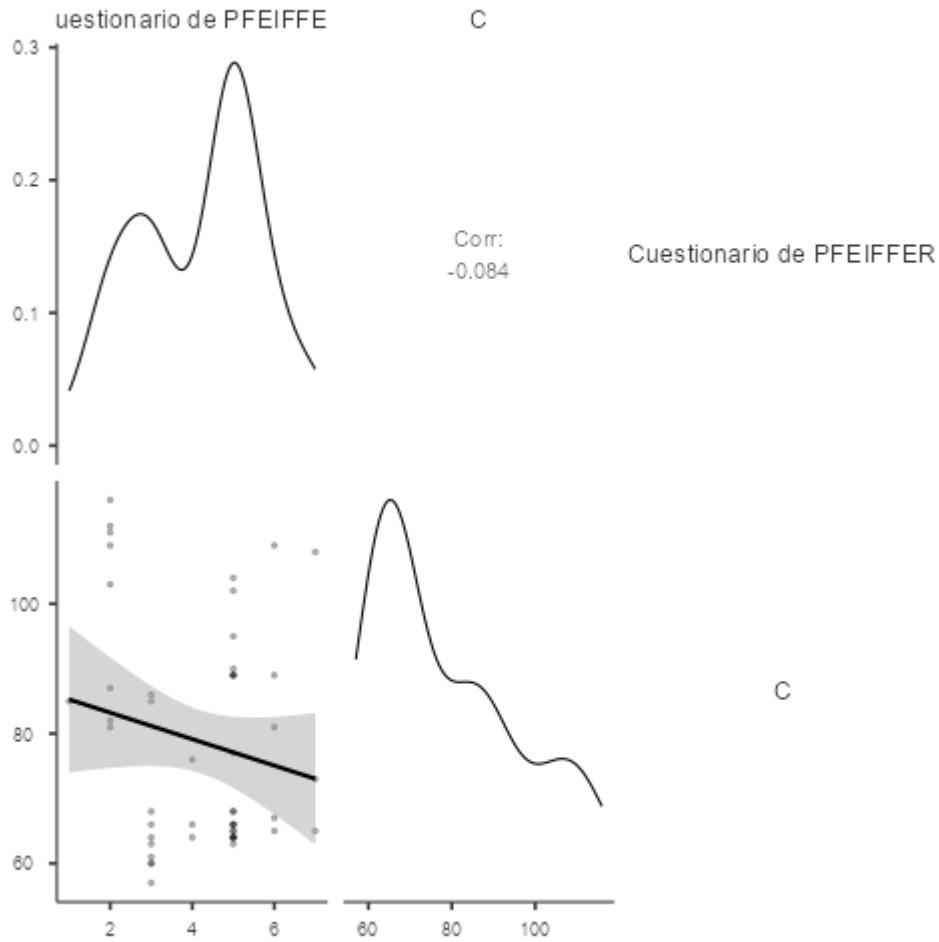 uestionario de PFEIFFE
C
0.3
0.2
0.1
0.0
Corr:
-0.084
Cuestionario de PFEIFFER
100
80
60
C
2 4 6
60 80 100